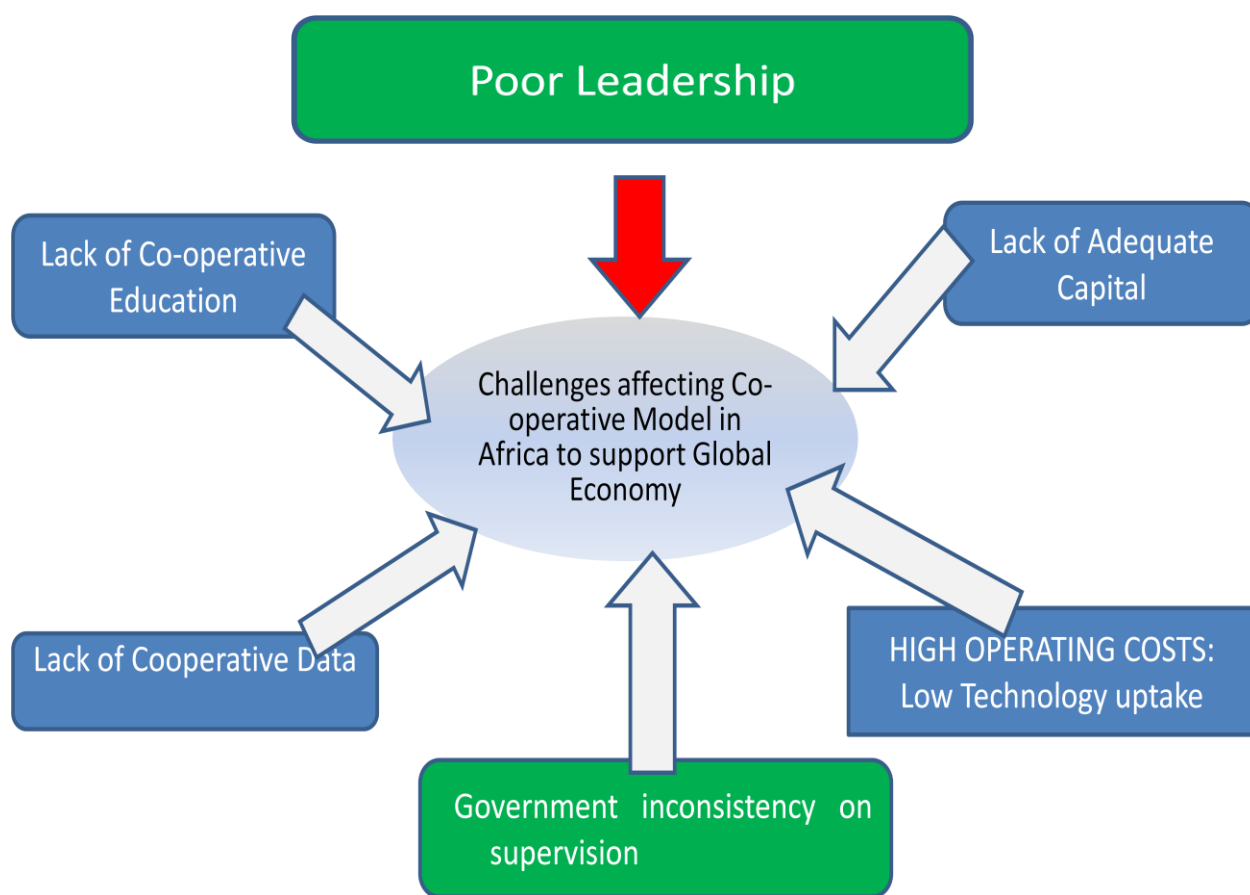 Poor Leadership
Lack of Co-operative
Education
Lack of Adequate
Capital
Challenges affecting Co-
operative Model in
Africa to support Global
Economy
Lack of Cooperative Data
HIGH OPERATING COSTS:
Low Technology uptake
Government inconsistency on
supervision